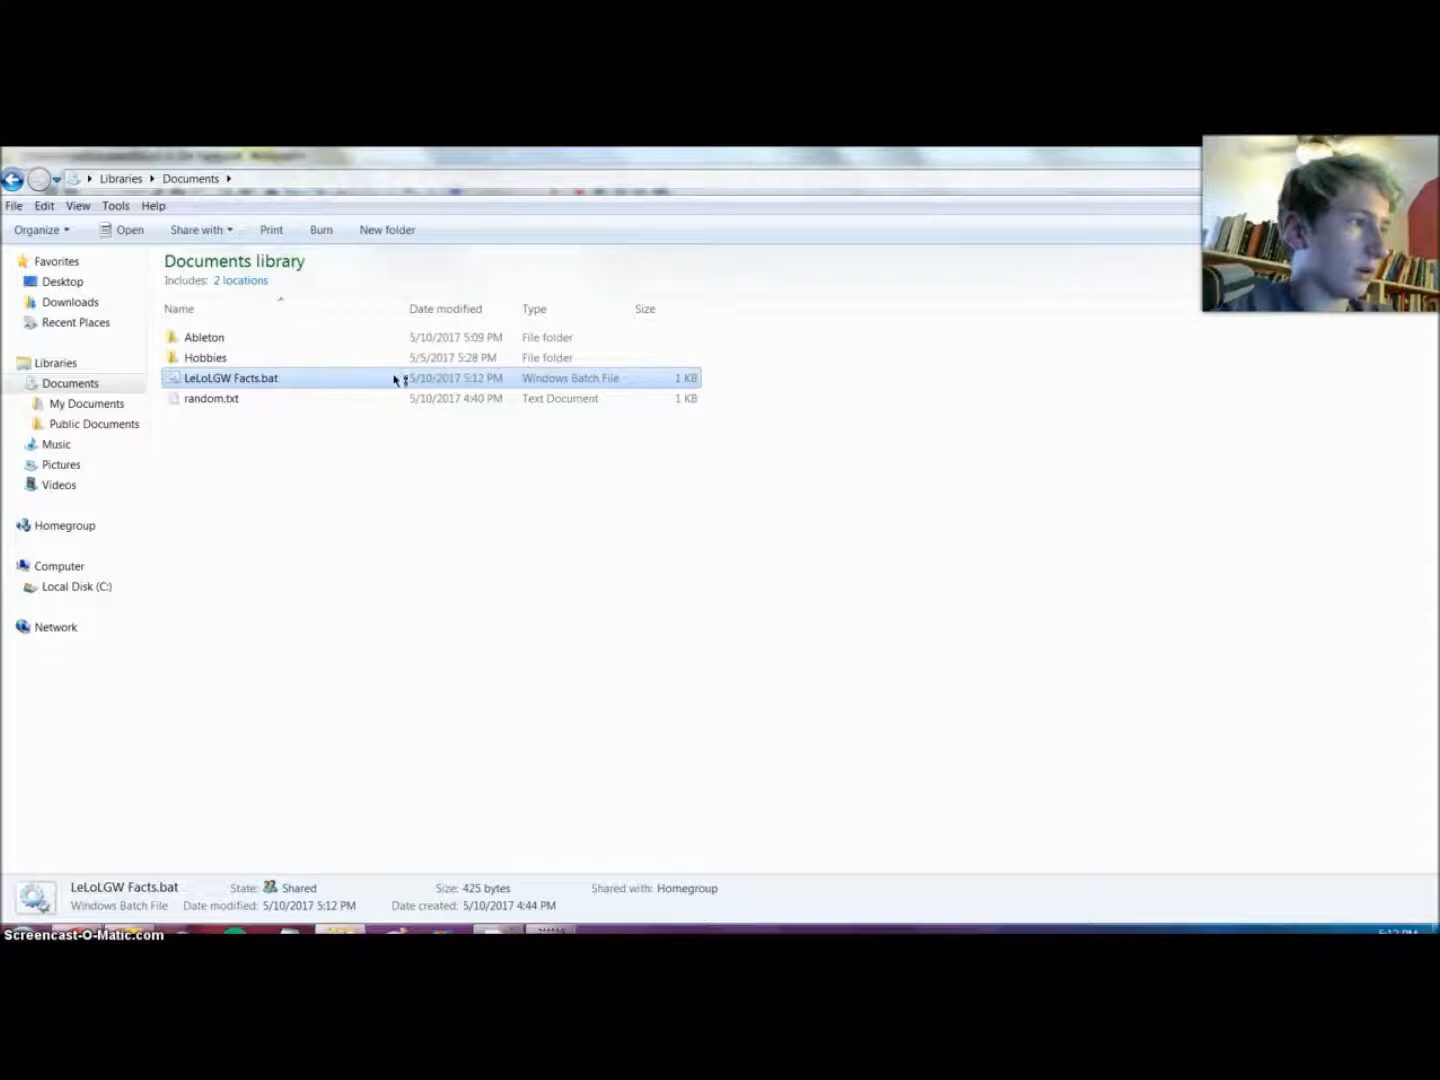 Libraries Documents
File Edit View Tools Help
Organize Open Share with Print Burn New folder
Favorites
Desktop
Downloads
Recent Places
Libraries
Documents
My Documents
Public Documents
Music
Pictures
Videos
Homegroup
Computer
Local Disk (C:)
Network
Documents library
Includes: 2 locations
Name Date modified Type Size
Ableton 5/10/2017 5:09 PM File folder
Hobbies 5/5/2017 5:28 PM File folder
LeLoLGW Facts.bat 5/10/2017 5:12 PM Windows Batch File 1 KB
random.txt 5/10/2017 4:40 PM Text Document 1 KB
LeLoLGW Facts.bat State: Shared Size: 425 bytes Shared with: Homegroup
Windows Batch File Date modified: 5/10/2017 5:12 PM Date created: 5/10/2017 4:44 PM
Screencast-O-Matic.com